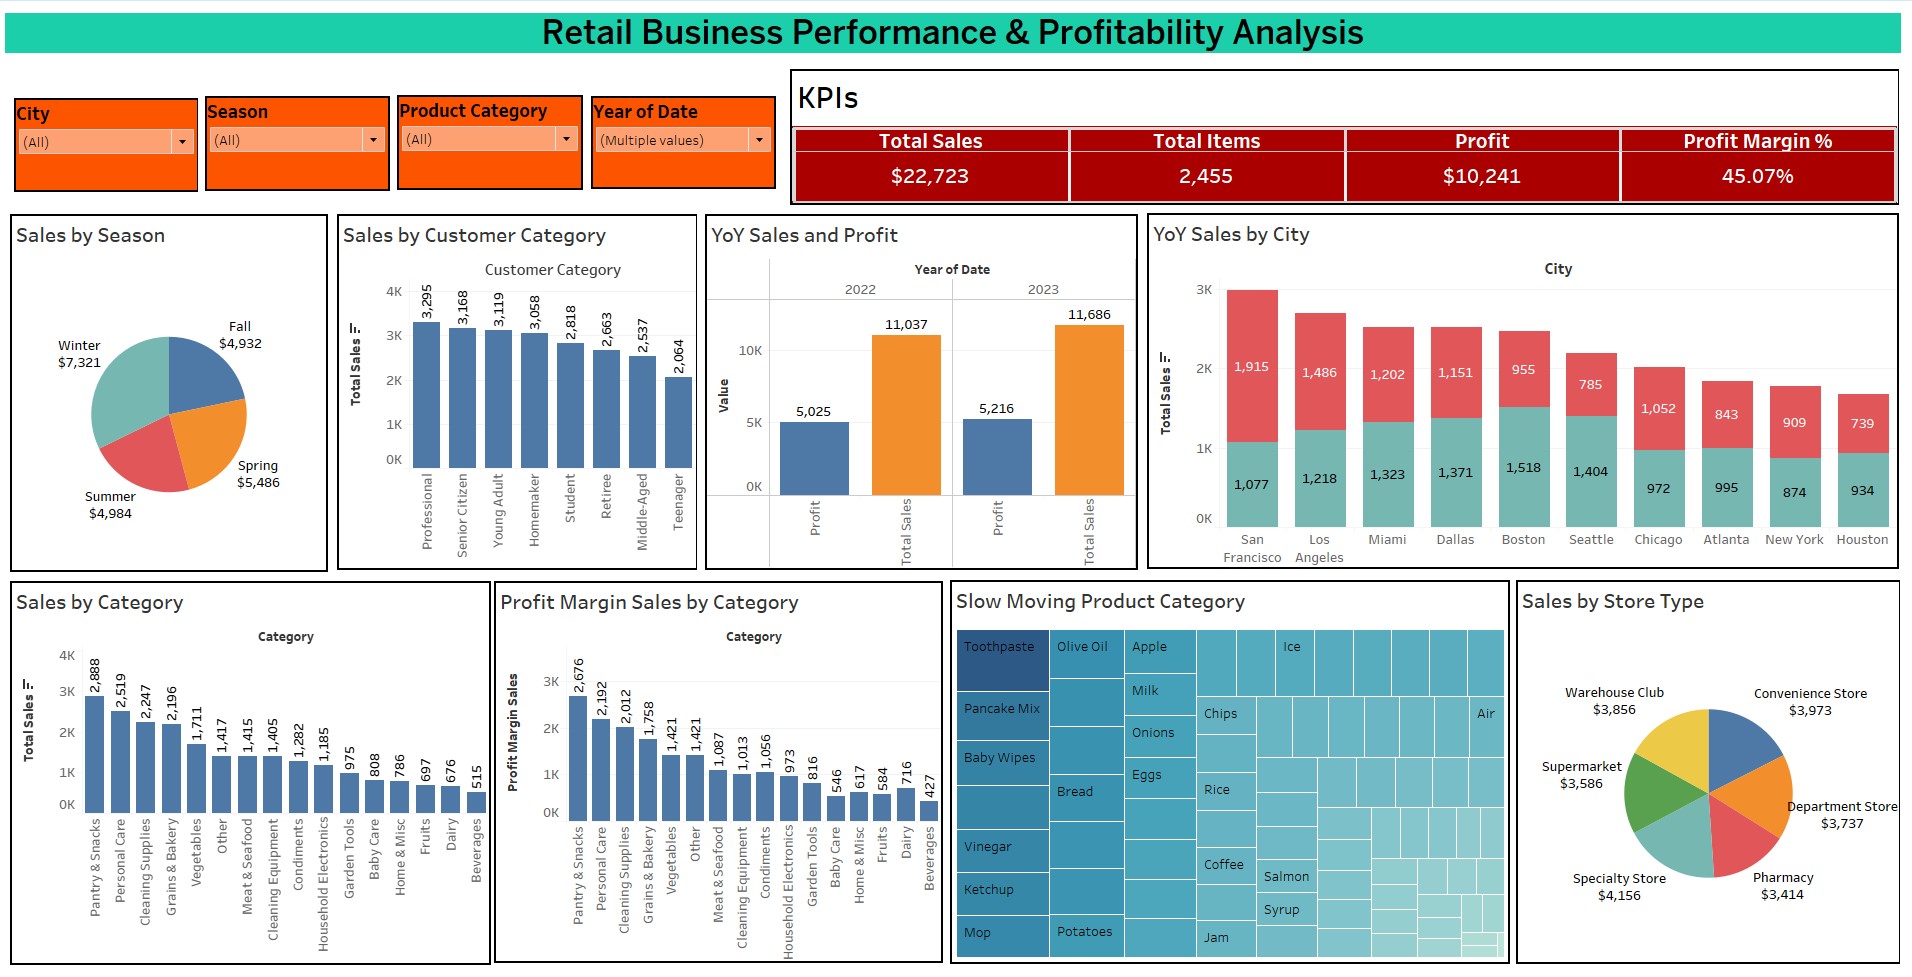 Retail Business Performance & Profitability Analysis
City
(All)
Season
(All)
Product Category
(All)
Year of Date
(Multiple values)
KPIs
Total Sales
Total Items
Profit
Profit Margin %
$22,723
2,455
$10,241
45.07%
Sales by Season
Fall
$4,932
Winter
$7,321
Spring
$5,486
Summer
$4,984
Sales by Customer Category
Customer Category
Total Sales
4K
3K
2K
1K
0K
3,295
3,168
3,119
3,058
2,818
2,663
2,537
2,064
Professional
Senior Citizen
Young Adult
Homemaker
Student
Retiree
Middle-Aged
Teenager
YoY Sales and Profit
Year of Date
2022
2023
Value
10K
5K
0K
5,025
11,037
5,216
11,686
Profit
Total Sales
Profit
Total Sales
YoY Sales by City
City
Total Sales
3K
2K
1K
0K
1,915
1,486
1,202
1,151
955
785
1,052
843
909
739
1,077
1,218
1,323
1,371
1,518
1,404
972
995
874
934
San
Francisco
Los
Angeles
Miami
Dallas
Boston
Seattle
Chicago
Atlanta
New York
Houston
Sales by Category
Category
Total Sales
4K
3K
2K
1K
0K
2,888
2,519
2,247
2,196
1,711
1,417
1,415
1,405
1,282
1,185
975
808
786
697
676
515
Pantry & Snacks
Personal Care
Cleaning Supplies
Grains & Bakery
Vegetables
Other
Meat & Seafood
Cleaning Equipment
Condiments
Household Electronics
Garden Tools
Baby Care
Home & Misc
Fruits
Dairy
Beverages
Profit Margin Sales by Category
Category
Profit Margin Sales
3K
2K
1K
0K
2,676
2,192
2,012
1,758
1,421
1,421
1,087
1,013
1,056
973
816
546
617
584
716
427
Pantry & Snacks
Personal Care
Cleaning Supplies
Grains & Bakery
Vegetables
Other
Meat & Seafood
Cleaning Equipment
Condiments
Household Electronics
Garden Tools
Baby Care
Home & Misc
Fruits
Dairy
Beverages
Slow Moving Product Category
Toothpaste
Pancake Mix
Baby Wipes
Vinegar
Ketchup
Mop
Olive Oil
Bread
Potatoes
Apple
Milk
Onions
Eggs
Chips
Rice
Coffee
Jam
Ice
Air
Salmon
Syrup
Sales by Store Type
Warehouse Club
$3,856
Convenience Store
$3,973
Supermarket
$3,586
Department Store
$3,737
Specialty Store
$4,156
Pharmacy
$3,414